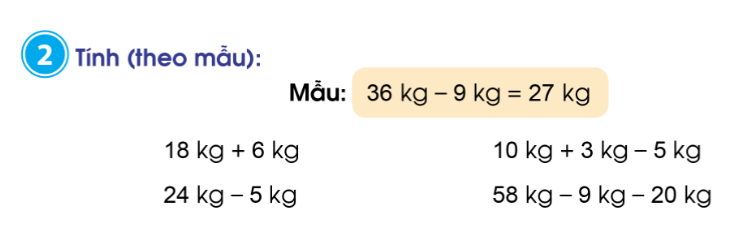 2 Tính (theo mẫu):
Mẫu: 36 kg – 9 kg = 27 kg
18 kg + 6 kg
10 kg + 3 kg – 5 kg
24 kg – 5 kg
58 kg – 9 kg – 20 kg